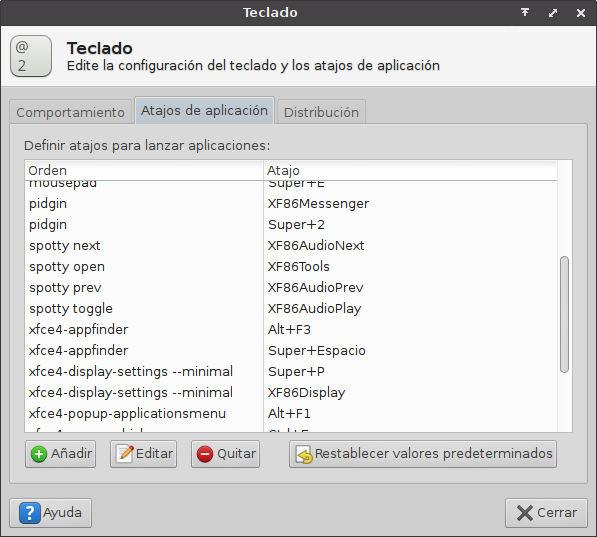 Teclado
@
2
Teclado
Edite la configuración del teclado y los atajos de aplicación
Comportamiento Atajos de aplicación Distribución
Definir atajos para lanzar aplicaciones:
Orden Atajo
mousepad Super+E
pidgin XF86Messenger
pidgin Super+2
spotty next XF86AudioNext
spotty open XF86Tools
spotty prev XF86AudioPrev
spotty toggle XF86AudioPlay
xfce4-appfinder Alt+F3
xfce4-appfinder Super+Espacio
xfce4-display-settings --minimal Super+P
xfce4-display-settings --minimal XF86Display
xfce4-popup-applicationsmenu Alt+F1
Añadir Editar Quitar Restablecer valores predeterminados
? Ayuda Cerrar